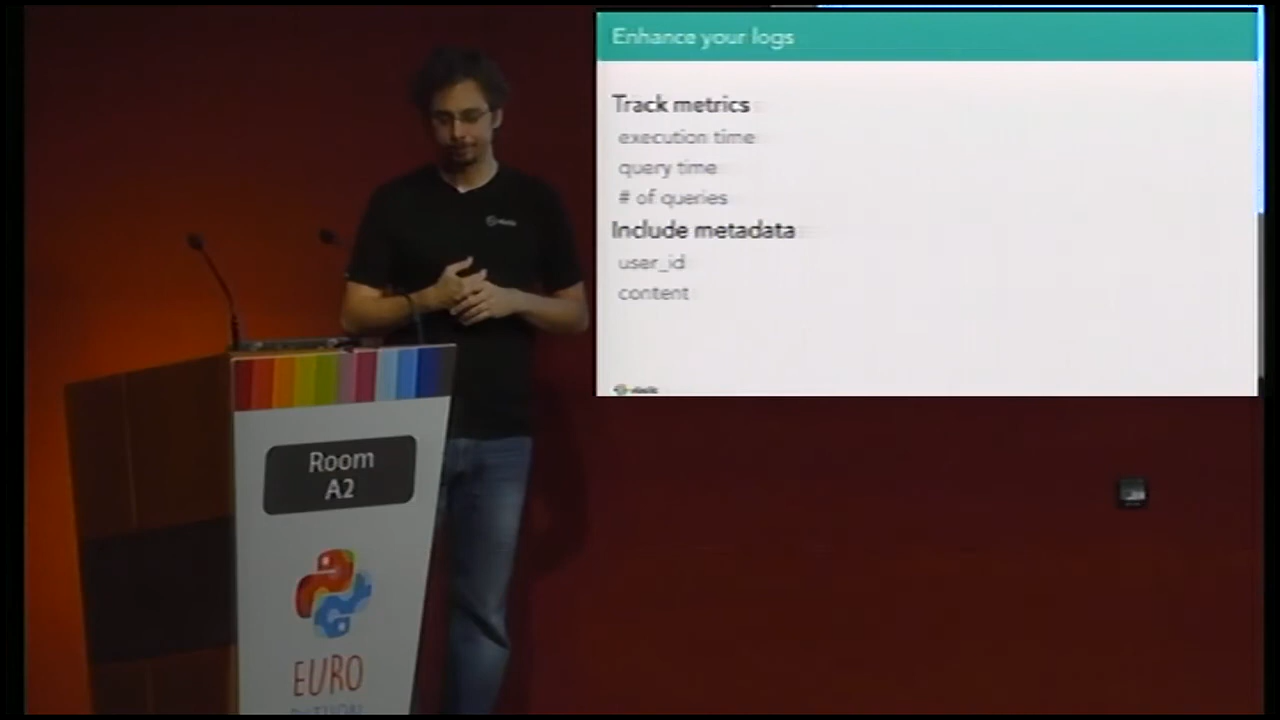 Enhance your logs
Track metrics
execution time
query time
# of queries
Include metadata
user_id
content
Room
A2
EURO